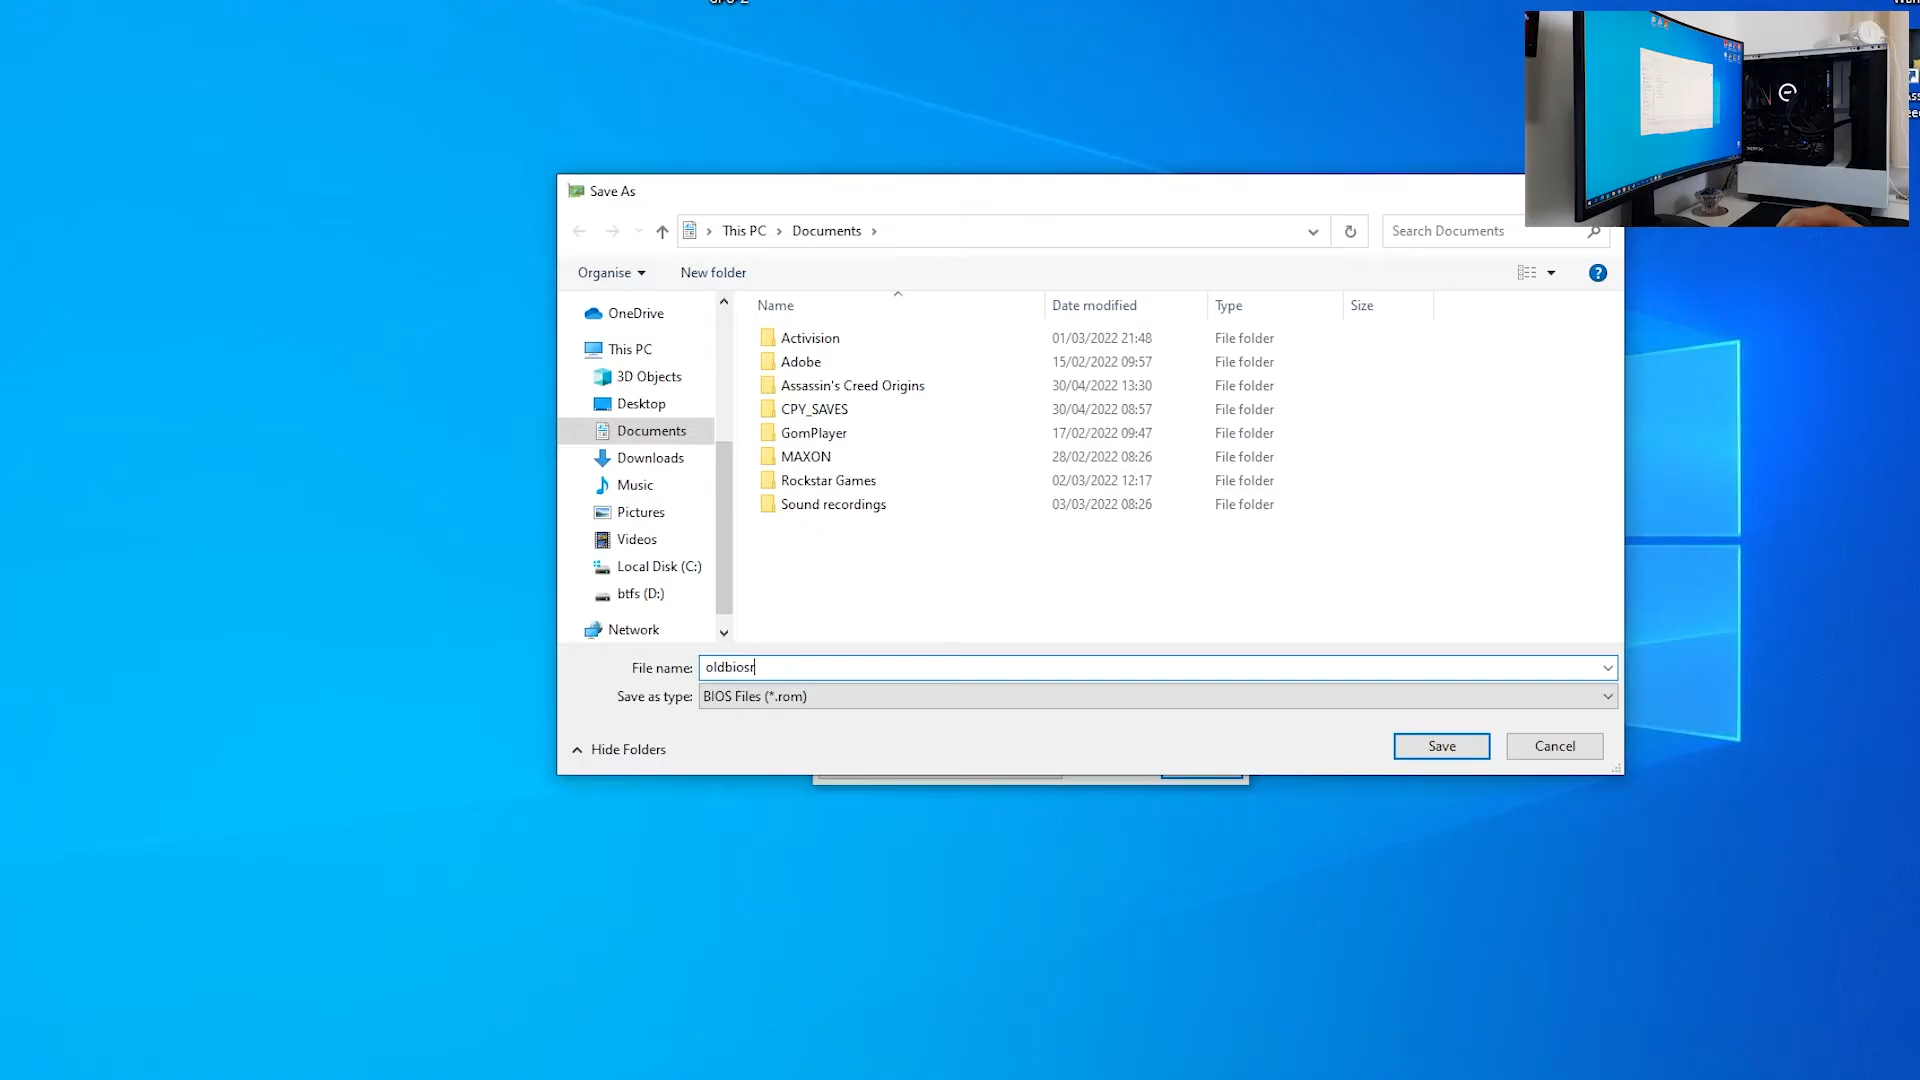 Save As
This PC > Documents >
Search Documents
Organise
New folder
Name
Date modified
Type
Size
OneDrive
This PC
3D Objects
Desktop
Documents
Downloads
Music
Pictures
Videos
Local Disk (C:)
btfs (D:)
Network
Activision 01/03/2022 21:48 File folder
Adobe 15/02/2022 09:57 File folder
Assassin's Creed Origins 30/04/2022 13:30 File folder
CPY_SAVES 30/04/2022 08:57 File folder
GomPlayer 17/02/2022 09:47 File folder
MAXON 28/02/2022 08:26 File folder
Rockstar Games 02/03/2022 12:17 File folder
Sound recordings 03/03/2022 08:26 File folder
File name: oldbiosr
Save as type: BIOS Files (*.rom)
Hide Folders
Save
Cancel